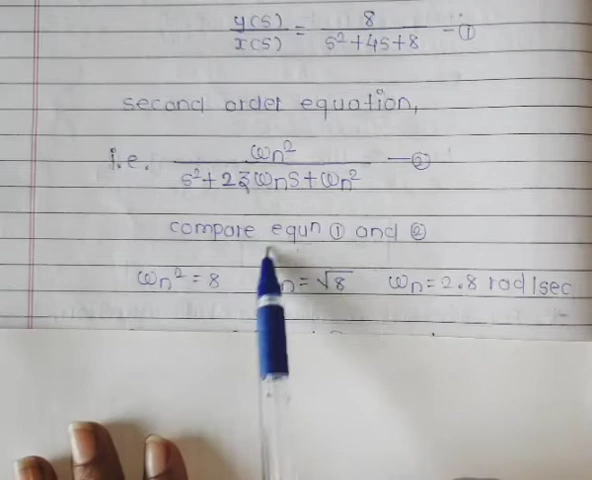 y(s)/x(s) = 8/(s²+4s+8) -①
second order equation,
i.e. ωn²/(s²+2ξωns+ωn²) —②
compare equn ① and ②
ωn² = 8 n = √8 ωn = 2.8 rad/sec